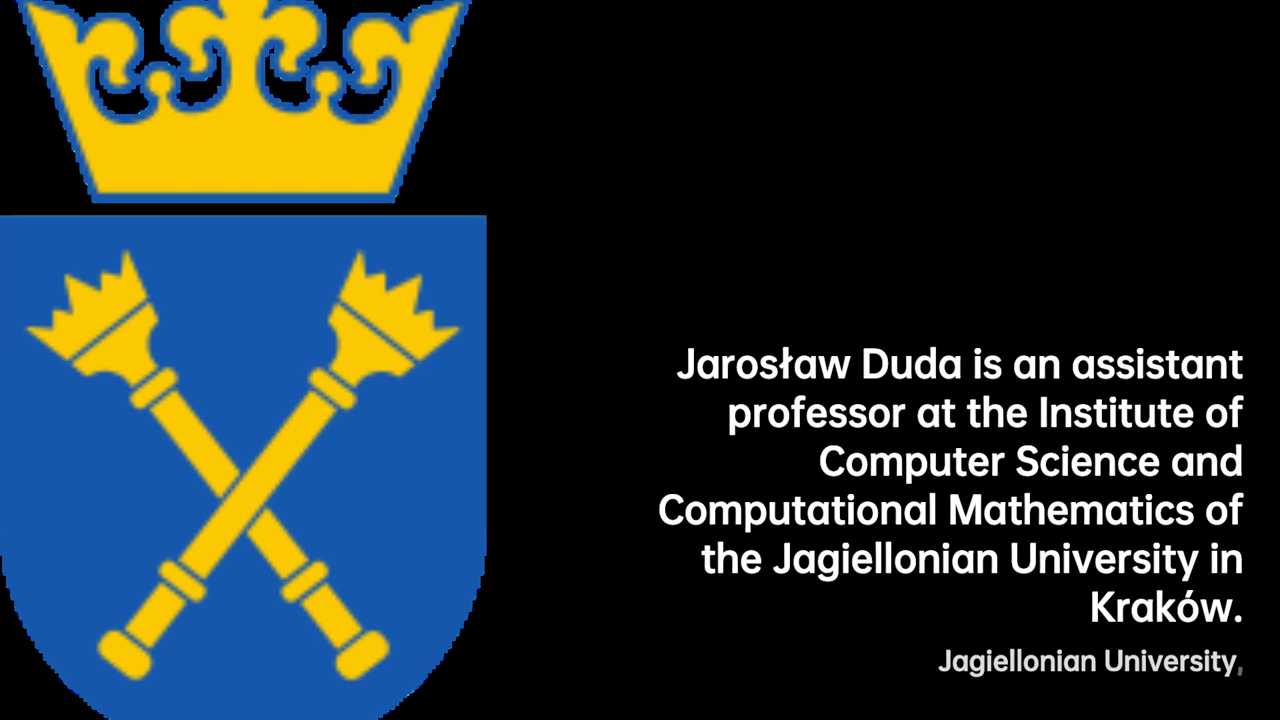 Jarosław Duda is an assistant
professor at the Institute of
Computer Science and
Computational Mathematics of
the Jagiellonian University in
Kraków.
Jagiellonian University,